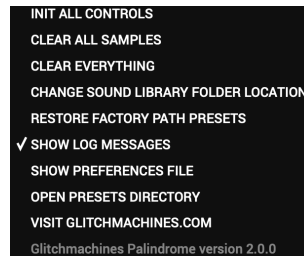 INIT ALL CONTROLS
CLEAR ALL SAMPLES
CLEAR EVERYTHING
CHANGE SOUND LIBRARY FOLDER LOCATION
RESTORE FACTORY PATH PRESETS
✓ SHOW LOG MESSAGES
SHOW PREFERENCES FILE
OPEN PRESETS DIRECTORY
VISIT GLITCHMACHINES.COM
Glitchmachines Palindrome version 2.0.0